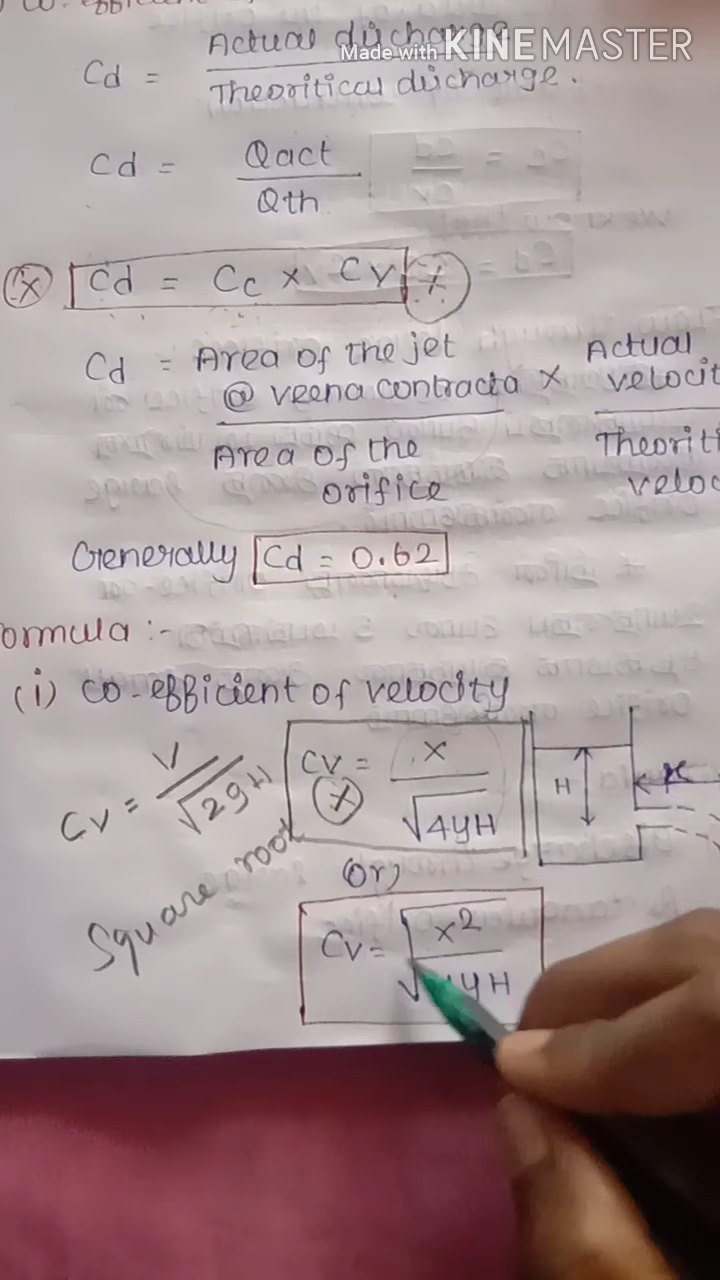 co-efficient
Actual discharge
Made with KINEMASTER
Cd = ―――
Theoritical discharge.
Cd = Qact / Qth
(X) Cd = Cc × Cv (X)
Cd = Area of the jet @ veena contracta / Area of the orifice × Actual
Generally Cd = 0.62
ormula :-
(i) co-efficient of velocity
Cv = V / √2gH
Cv = x / √4yH
(X)
H
x
Square root
(or)
Cv = √x² / √4yH